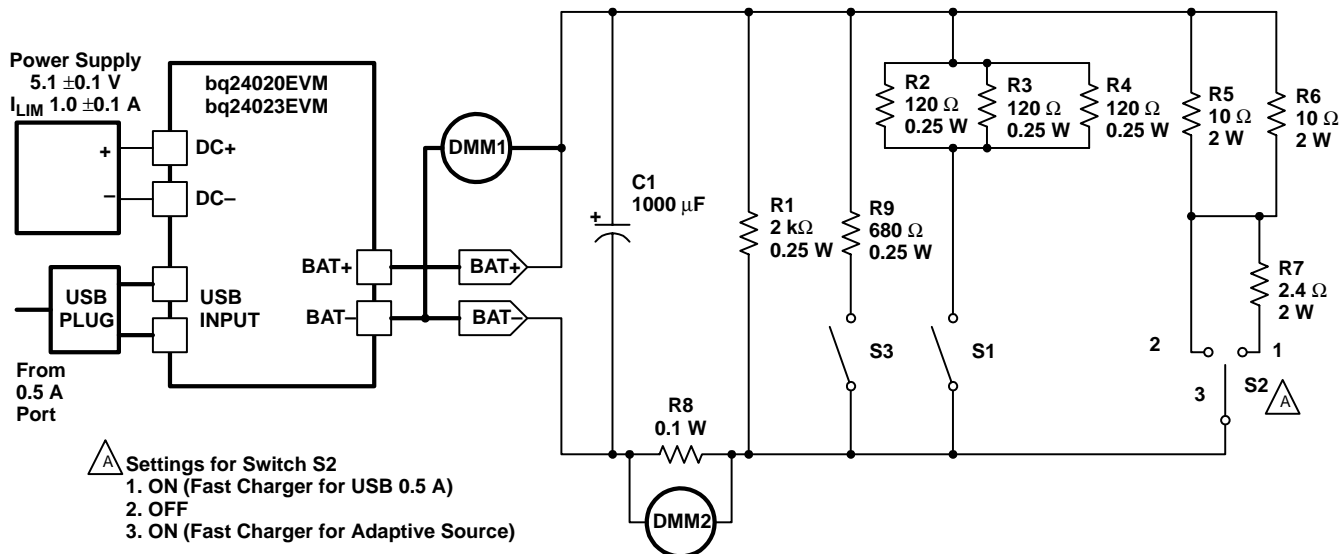 Power Supply
5.1 ±0.1 V
ILIM 1.0 ±0.1 A
+
−
DC+
DC−
bq24020EVM
bq24023EVM
USB
PLUG
USB
INPUT
From
0.5 A
Port
BAT+
BAT−
DMM1
BAT+
BAT−
+
C1
1000 μF
R1
2 kΩ
0.25 W
R9
680 Ω
0.25 W
R2
120 Ω
0.25 W
R3
120 Ω
0.25 W
R4
120 Ω
0.25 W
R5
10 Ω
2 W
R6
10 Ω
2 W
R7
2.4 Ω
2 W
S3
S1
2
1
3
S2
A
R8
0.1 W
DMM2
A
Settings for Switch S2
1. ON (Fast Charger for USB 0.5 A)
2. OFF
3. ON (Fast Charger for Adaptive Source)